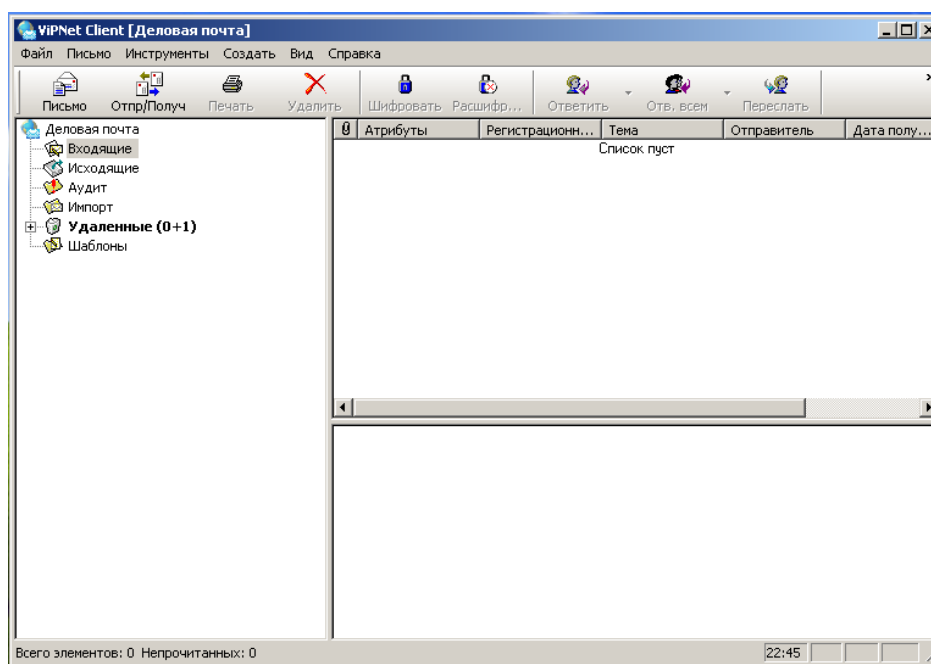 ViPNet Client [Деловая почта]
Файл Письмо Инструменты Создать Вид Справка
Письмо Отпр/Получ Печать Удалить Шифровать Расшифр... Ответить Отв. всем Переслать
Деловая почта
Входящие
Исходящие
Аудит
Импорт
Удаленные (0+1)
Шаблоны
Атрибуты Регистрационн... Тема Отправитель Дата полу...
Список пуст
Всего элементов: 0 Непрочитанных: 0
22:45